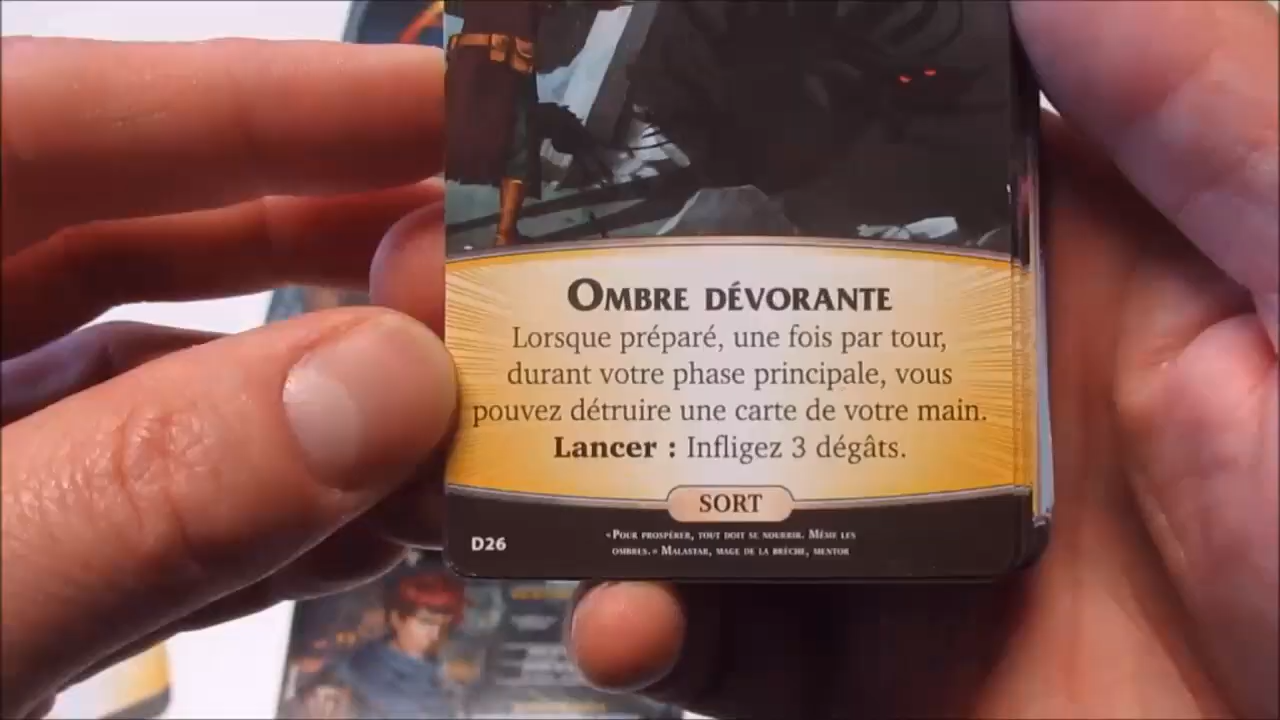 OMBRE DÉVORANTE
Lorsque préparé, une fois par tour,
durant votre phase principale, vous
pouvez détruire une carte de votre main.
Lancer : Infligez 3 dégâts.
SORT
D26
«POUR PROSPÉRER, TOUT DOIT SE NOURRIR. MÊME LES
OMBRES.» MALASTAR, MAGE DE LA BRÈCHE, MENTOR